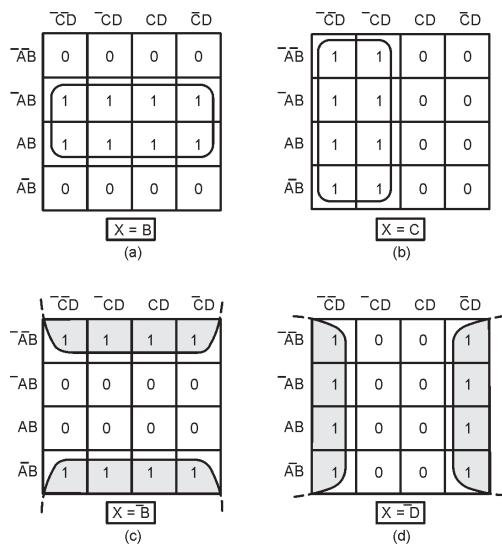 C̄D̄ C̄D CD CD̄
ĀB̄ 0 0 0 0
ĀB 1 1 1 1
AB 1 1 1 1
AB̄ 0 0 0 0
X = B
(a)
C̄D̄ C̄D CD CD̄
ĀB̄ 1 1 0 0
ĀB 1 1 0 0
AB 1 1 0 0
AB̄ 1 1 0 0
X = C
(b)
C̄D̄ C̄D CD CD̄
ĀB̄ 1 1 1 1
ĀB 0 0 0 0
AB 0 0 0 0
AB̄ 1 1 1 1
X = B̄
(c)
C̄D̄ C̄D CD CD̄
ĀB̄ 1 0 0 1
ĀB 1 0 0 1
AB 1 0 0 1
AB̄ 1 0 0 1
X = D̄
(d)